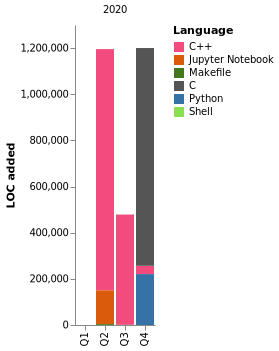 2020
Language
C++
Jupyter Notebook
Makefile
C
Python
Shell
LOC added
1,200,000
1,000,000
800,000
600,000
400,000
200,000
0
Q1
Q2
Q3
Q4